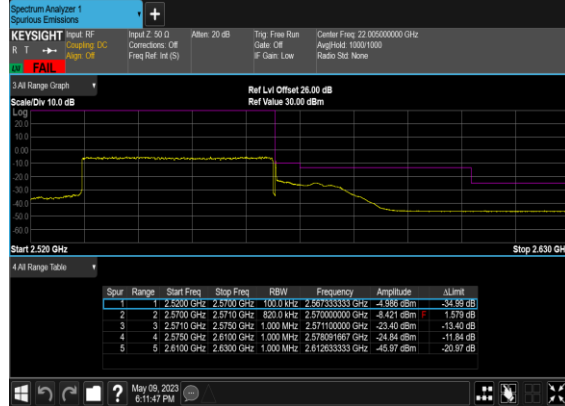 Spectrum Analyzer 1
Spurious Emissions
+
KEYSIGHT Input: RF Input Z: 50 Ω Atten: 20 dB Trig: Free Run Center Freq: 22.005000000 GHz
R T Coupling: DC Corrections: Off Gate: Off Avg|Hold: 1000/1000
Align: Off Freq Ref: Int (S) IF Gain: Low Radio Std: None
LV FAIL
3 All Range Graph
Ref Lvl Offset 26.00 dB
Scale/Div 10.0 dB Ref Value 30.00 dBm
Log
20.0
10.0
0.00
-10.0
-20.0
-30.0
-40.0
-50.0
-60.0
Start 2.520 GHz Stop 2.630 GH
4 All Range Table
Spur Range Start Freq Stop Freq RBW Frequency Amplitude ΔLimit
1 1 2.5200 GHz 2.5700 GHz 100.0 kHz 2.567333333 GHz -4.986 dBm -34.99 dB
2 2 2.5700 GHz 2.5710 GHz 820.0 kHz 2.570000000 GHz -8.421 dBm F 1.579 dB
3 3 2.5710 GHz 2.5750 GHz 1.000 MHz 2.571100000 GHz -23.40 dBm -13.40 dB
4 4 2.5750 GHz 2.6100 GHz 1.000 MHz 2.578091667 GHz -24.84 dBm -11.84 dB
5 5 2.6100 GHz 2.6300 GHz 1.000 MHz 2.612633333 GHz -45.97 dBm -20.97 dB
? May 09, 2023
6:11:47 PM